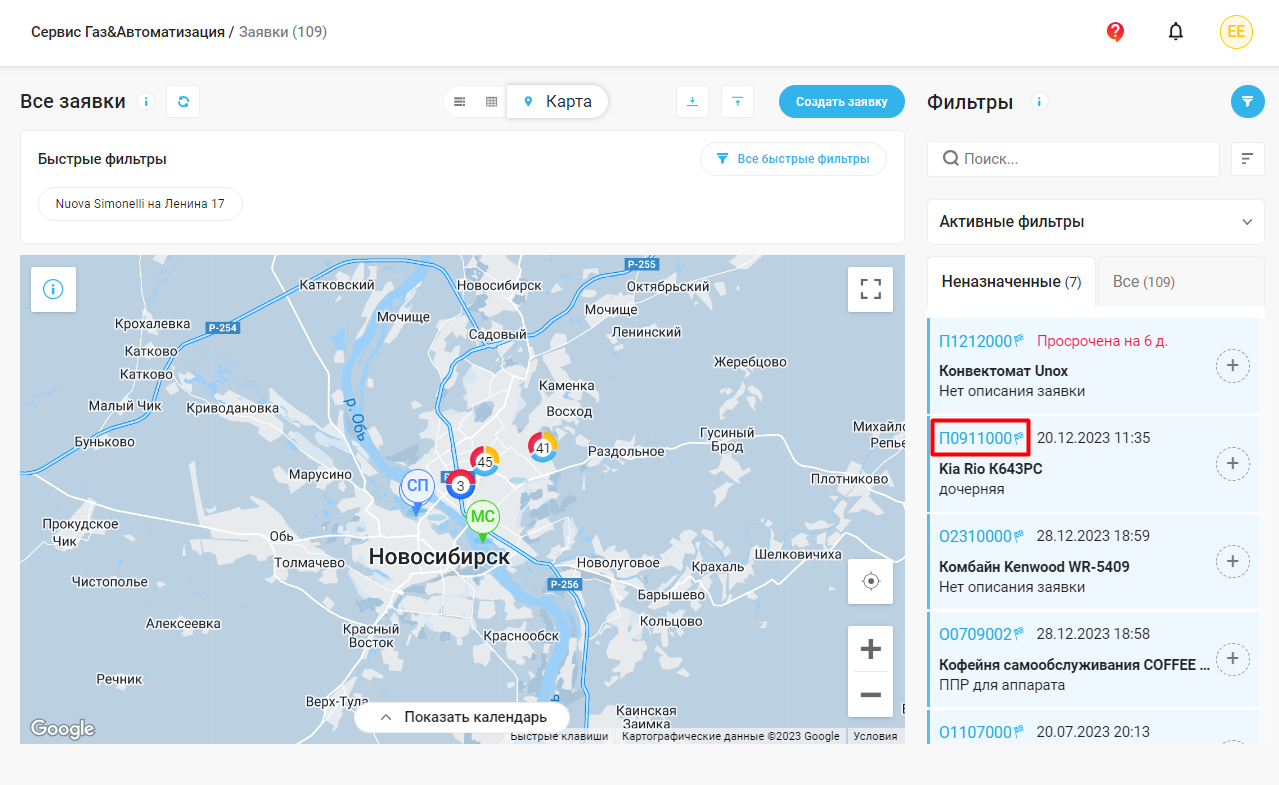 Сервис Газ&Автоматизация / Заявки (109)
EE
Все заявки
Карта
Создать заявку
Быстрые фильтры
Все быстрые фильтры
Nuova Simonelli на Ленина 17
P-255
Катковский
Новосибирск
Октябрьский
Мочище
Мочище
Крохалевка
P-254
Садовый
Ленинский
Катково
Жеребцово
Катково
Каменка
Малый Чик
Криводановка
р. Обь
Восход
Буньково
Гусиный
Брод
Михайло
Репье
41
45
Раздольное
Марусино
3
СП
Плотниково
МС
Прокудское
Чик
Обь
Новосибирск
Шелковичиха
Толмачево
Новолуговое
Крахаль
Чистополье
P-256
Барышево
Алексеевка
Красный
Восток
Краснообск
Кольцово
Речник
Верх-Тула
Каинская
Заимка
Показать календарь
Google
Быстрые клавиши
Картографические данные ©2023 Google
Условия
Фильтры
Поиск...
Активные фильтры
Неназначенные (7)
Все (109)
П1212000 Просрочена на 6 д.
Конвектомат Unox
Нет описания заявки
П0911000 20.12.2023 11:35
Kia Rio К643РС
дочерняя
О2310000 28.12.2023 18:59
Комбайн Kenwood WR-5409
Нет описания заявки
О0709002 28.12.2023 18:58
Кофейня самообслуживания COFFEE ...
ППР для аппарата
О1107000 20.07.2023 20:13